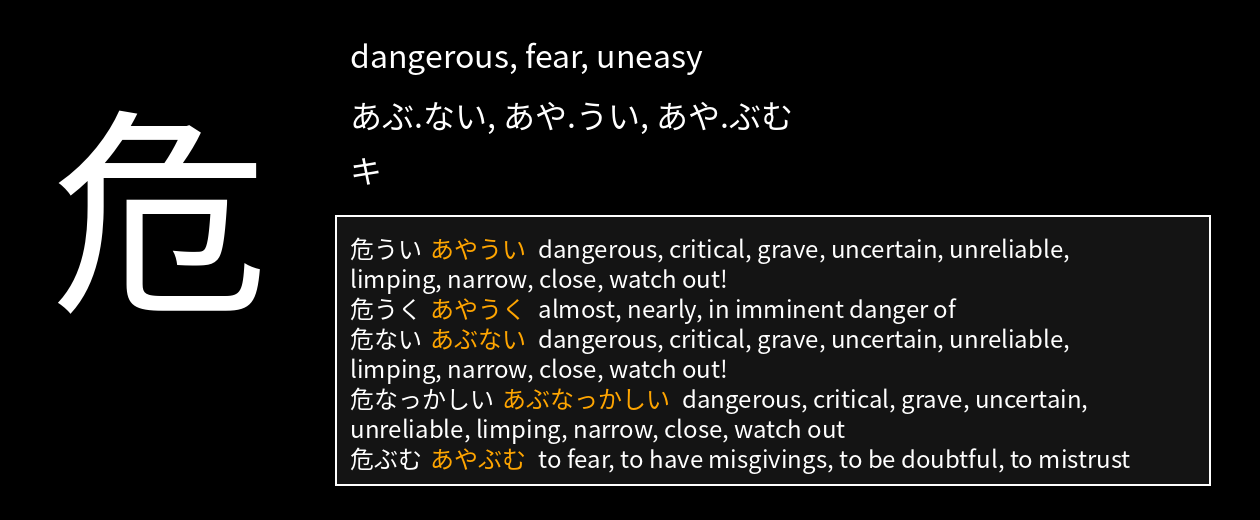 危
dangerous, fear, uneasy
あぶ.ない, あや.うい, あや.ぶむ
キ
危うい あやうい dangerous, critical, grave, uncertain, unreliable,
limping, narrow, close, watch out!
危うく あやうく almost, nearly, in imminent danger of
危ない あぶない dangerous, critical, grave, uncertain, unreliable,
limping, narrow, close, watch out!
危なっかしい あぶなっかしい dangerous, critical, grave, uncertain,
unreliable, limping, narrow, close, watch out
危ぶむ あやぶむ to fear, to have misgivings, to be doubtful, to mistrust